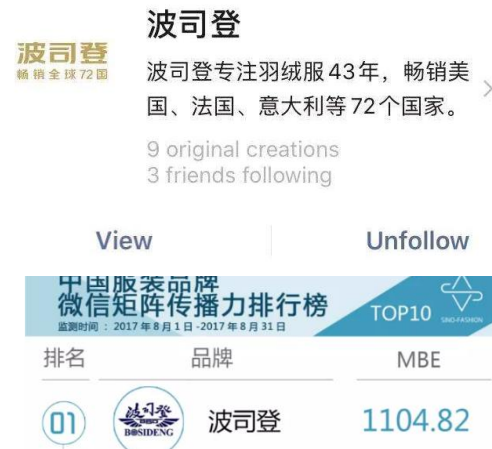 波司登
波司登
畅销全球72国
波司登专注羽绒服43年，畅销美
国、法国、意大利等72个国家。
9 original creations
3 friends following
View Unfollow
中国服装品牌
微信矩阵传播力排行榜
TOP10
SINO-FASHION
监测时间：2017年8月1日-2017年8月31日
排名 品牌 MBE
01 波司登 BOSIDENG 波司登 1104.82